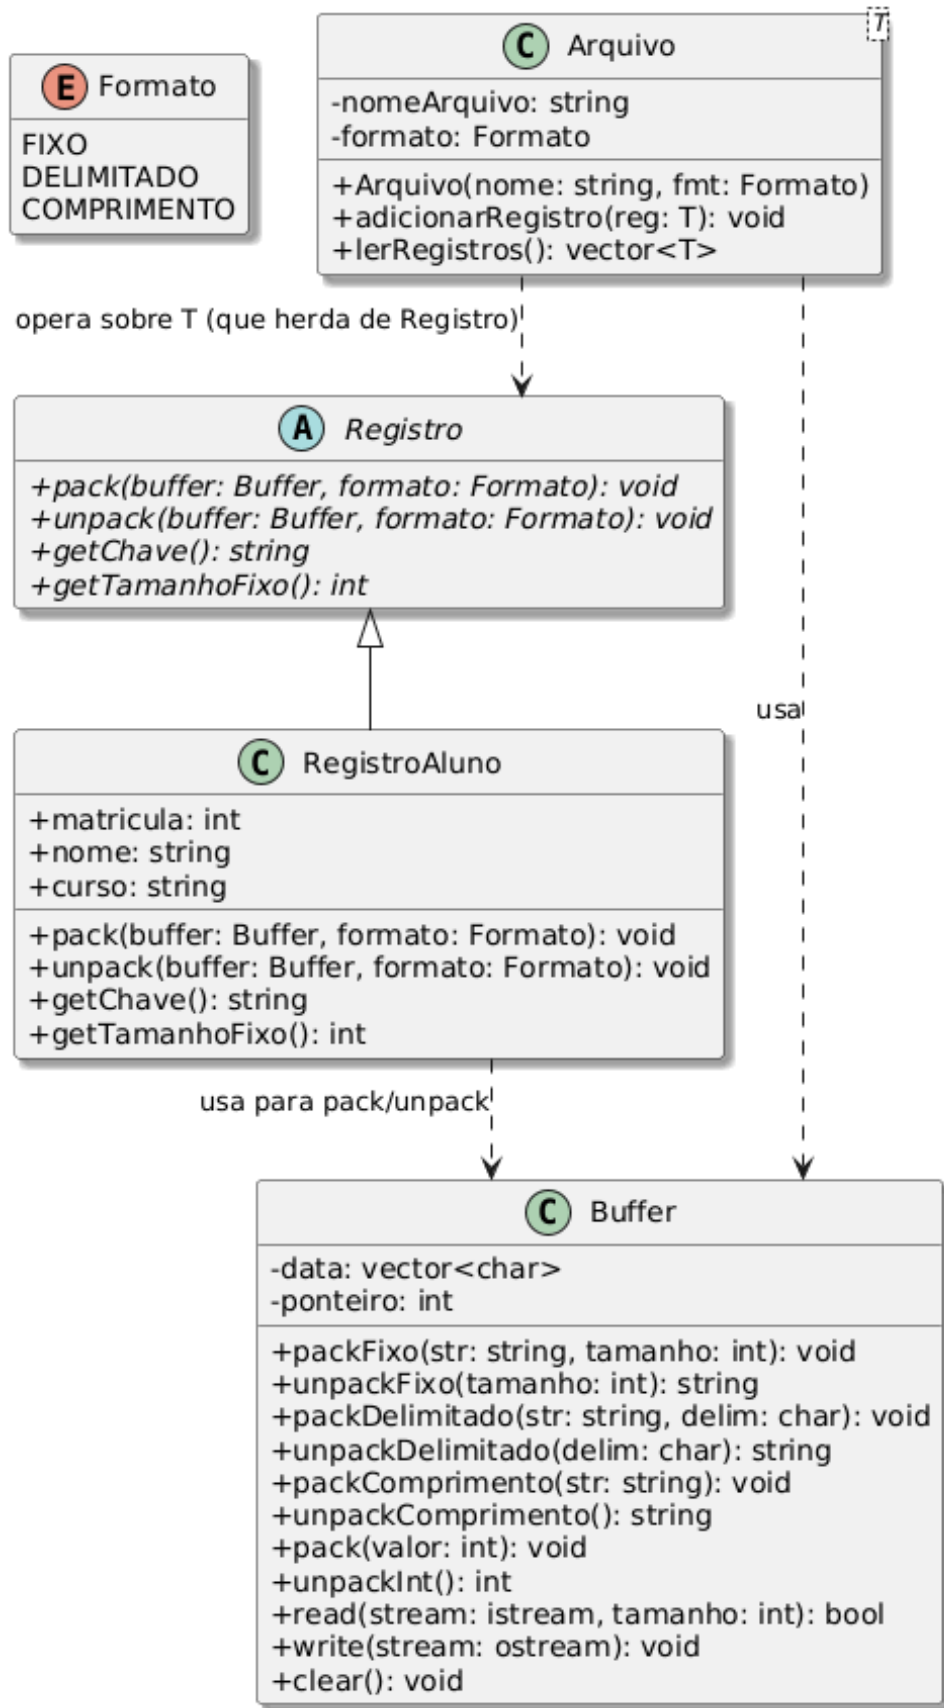 T
C Arquivo
-nomeArquivo: string
-formato: Formato
+Arquivo(nome: string, fmt: Formato)
+adicionarRegistro(reg: T): void
+lerRegistros(): vector<T>
E Formato
FIXO
DELIMITADO
COMPRIMENTO
opera sobre T (que herda de Registro)
A Registro
+pack(buffer: Buffer, formato: Formato): void
+unpack(buffer: Buffer, formato: Formato): void
+getChave(): string
+getTamanhoFixo(): int
usa
C RegistroAluno
+matricula: int
+nome: string
+curso: string
+pack(buffer: Buffer, formato: Formato): void
+unpack(buffer: Buffer, formato: Formato): void
+getChave(): string
+getTamanhoFixo(): int
usa para pack/unpack
C Buffer
-data: vector<char>
-ponteiro: int
+packFixo(str: string, tamanho: int): void
+unpackFixo(tamanho: int): string
+packDelimitado(str: string, delim: char): void
+unpackDelimitado(delim: char): string
+packComprimento(str: string): void
+unpackComprimento(): string
+pack(valor: int): void
+unpackInt(): int
+read(stream: istream, tamanho: int): bool
+write(stream: ostream): void
+clear(): void